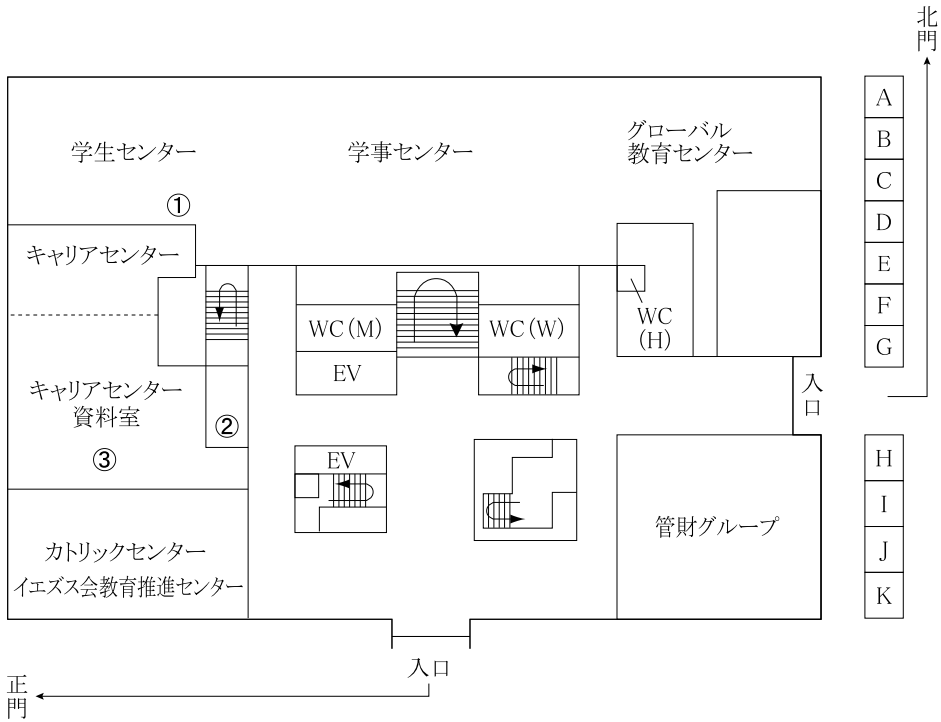 北
門
A
B
C
D
E
F
G
学生センター
学事センター
グローバル
教育センター
①
キャリアセンター
WC(M)
WC(W)
WC
(H)
EV
入
口
キャリアセンター
資料室
②
③
EV
H
I
J
K
管財グループ
カトリックセンター
イエズス会教育推進センター
入口
正
門